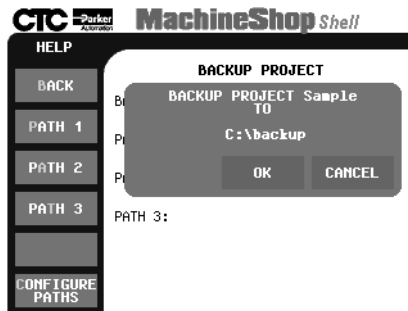 CTC Parker Automation MachineShop Shell
HELP
BACKUP PROJECT
BACK
BACKUP PROJECT Sample
TO
C:\backup
OK CANCEL
PATH 1
PATH 2
PATH 3
PATH 3:
CONFIGURE
PATHS